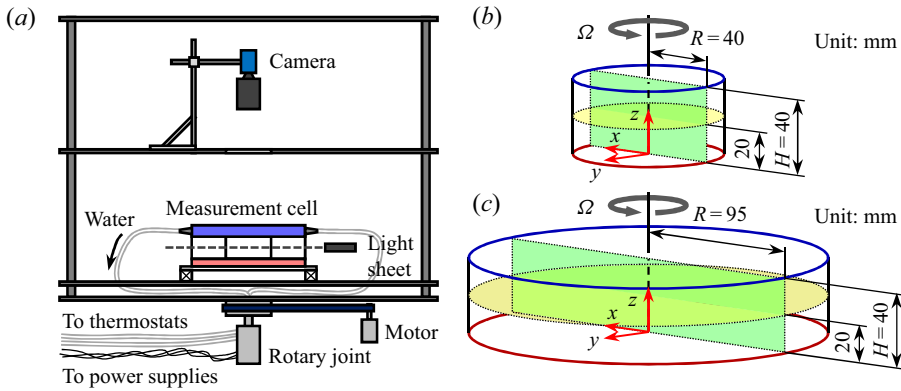 (a)
Camera
Measurement cell
Water
Light
sheet
To thermostats
Motor
Rotary joint
To power supplies
(b)
Ω
R = 40
Unit: mm
z
x
y
20
H = 40
(c)
Ω
R = 95
Unit: mm
z
x
y
20
H = 40